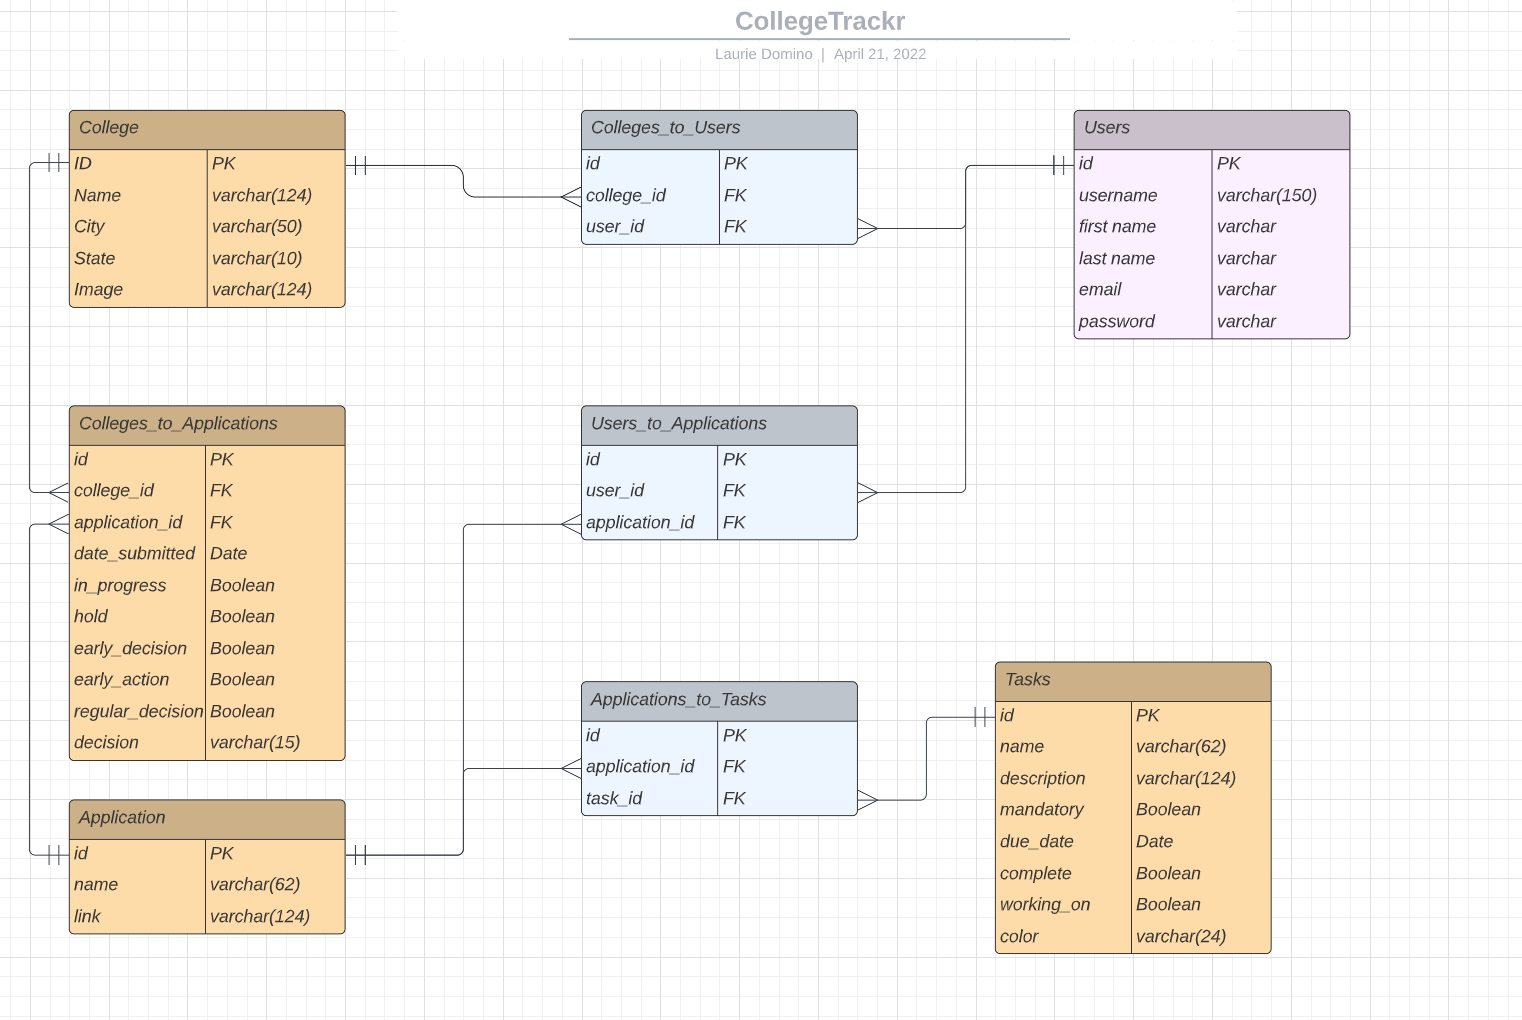 CollegeTrackr
Laurie Domino | April 21, 2022
College
ID PK
Name varchar(124)
City varchar(50)
State varchar(10)
Image varchar(124)
Colleges_to_Users
id PK
college_id FK
user_id FK
Users
id PK
username varchar(150)
first name varchar
last name varchar
email varchar
password varchar
Colleges_to_Applications
id PK
college_id FK
application_id FK
date_submitted Date
in_progress Boolean
hold Boolean
early_decision Boolean
early_action Boolean
regular_decision Boolean
decision varchar(15)
Users_to_Applications
id PK
user_id FK
application_id FK
Applications_to_Tasks
id PK
application_id FK
task_id FK
Tasks
id PK
name varchar(62)
description varchar(124)
mandatory Boolean
due_date Date
complete Boolean
working_on Boolean
color varchar(24)
Application
id PK
name varchar(62)
link varchar(124)